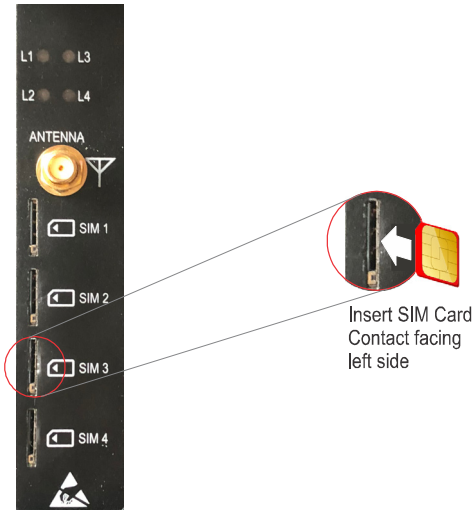 L1 L3
L2 L4
ANTENNA
SIM 1
SIM 2
SIM 3
SIM 4
Insert SIM Card
Contact facing
left side